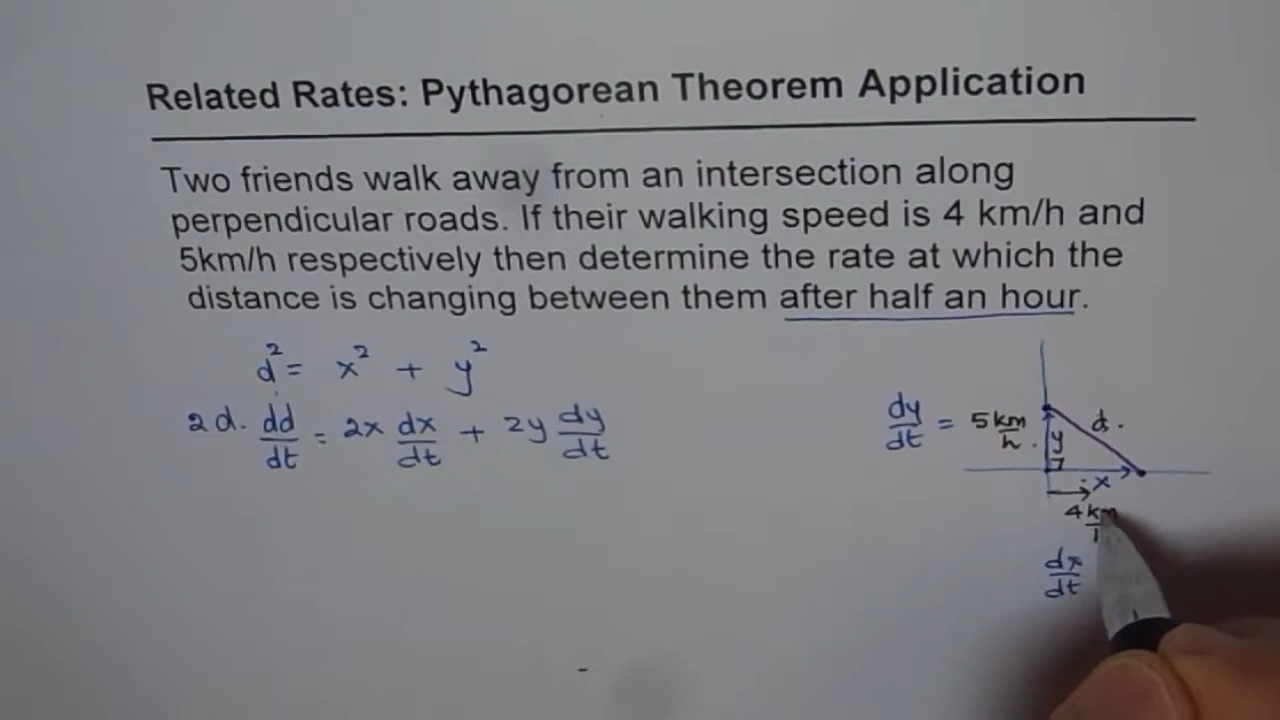 Related Rates: Pythagorean Theorem Application
Two friends walk away from an intersection along
perpendicular roads. If their walking speed is 4 km/h and
5km/h respectively then determine the rate at which the
distance is changing between them after half an hour.
d² = x² + y²
2d. dd/dt = 2x dx/dt + 2y dy/dt
dy/dt = 5 km/h.
d.
y
x
4 km
dx/dt